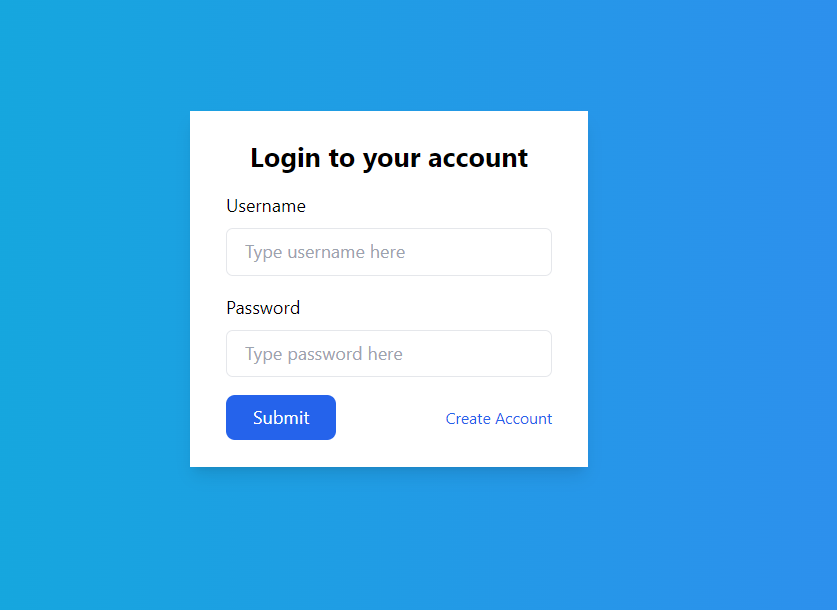 Login to your account
Username
Type username here
Password
Type password here
Submit
Create Account